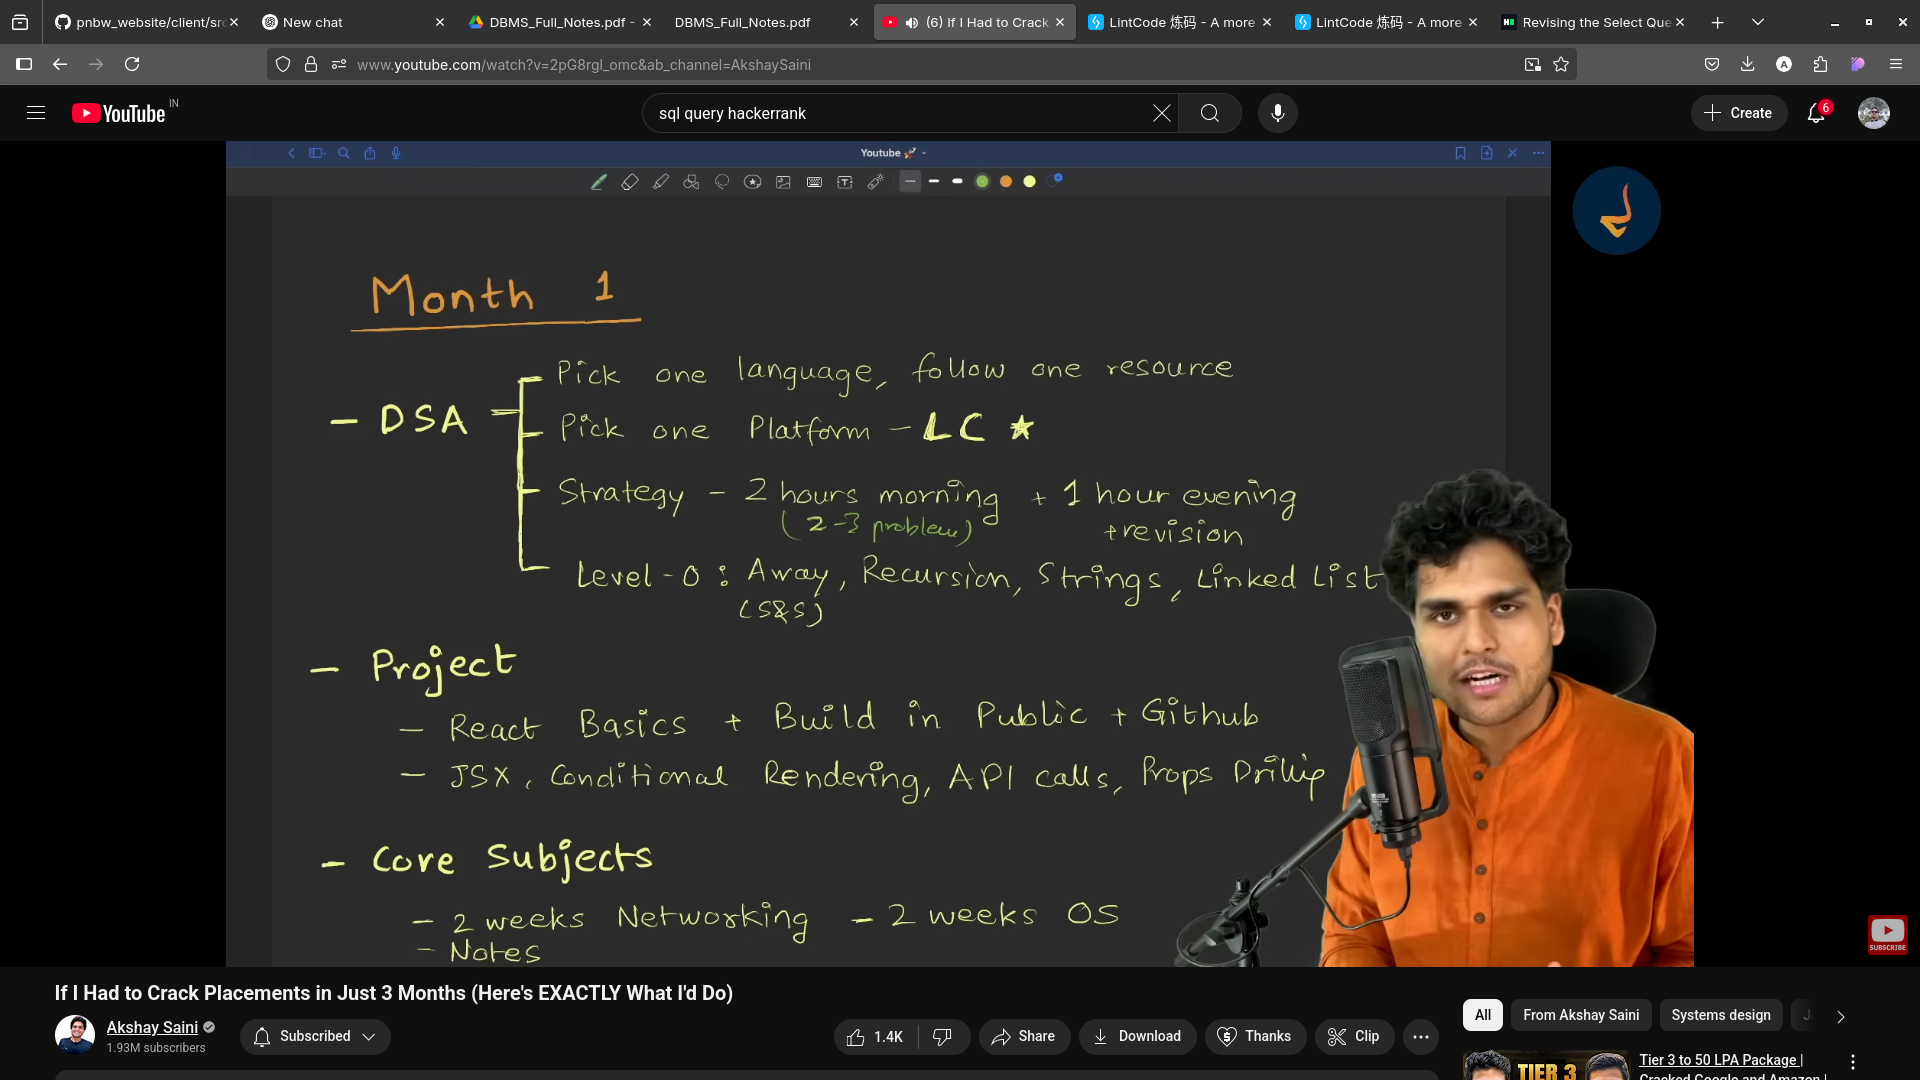 pnbw_website/client/src
New chat
DBMS_Full_Notes.pdf -
DBMS_Full_Notes.pdf
(6) If I Had to Crack
LintCode 炼码 - A more
LintCode 炼码 - A more
Revising the Select Que
www.youtube.com/watch?v=2pG8rgI_omc&ab_channel=AkshaySaini
YouTube IN
sql query hackerrank
Create
6
Youtube 🚀
Month 1
- DSA
Pick one language, follow one resource
Pick one Platform - LC ★
Strategy - 2 hours morning + 1 hour evening
(2-3 problem) + revision
Level-0 : Array, Recursion, Strings, Linked List
(S&S)
- Project
- React Basics + Build in Public + Github
- JSX, Conditional Rendering, API calls, Props Drillig
- Core Subjects
- 2 weeks Networking - 2 weeks OS
- Notes
SUBSCRIBE
If I Had to Crack Placements in Just 3 Months (Here's EXACTLY What I'd Do)
Akshay Saini
1.93M subscribers
Subscribed
1.4K
Share
Download
Thanks
Clip
All
From Akshay Saini
Systems design
TIER 3
Tier 3 to 50 LPA Package |
Cracked Google and Amazon |